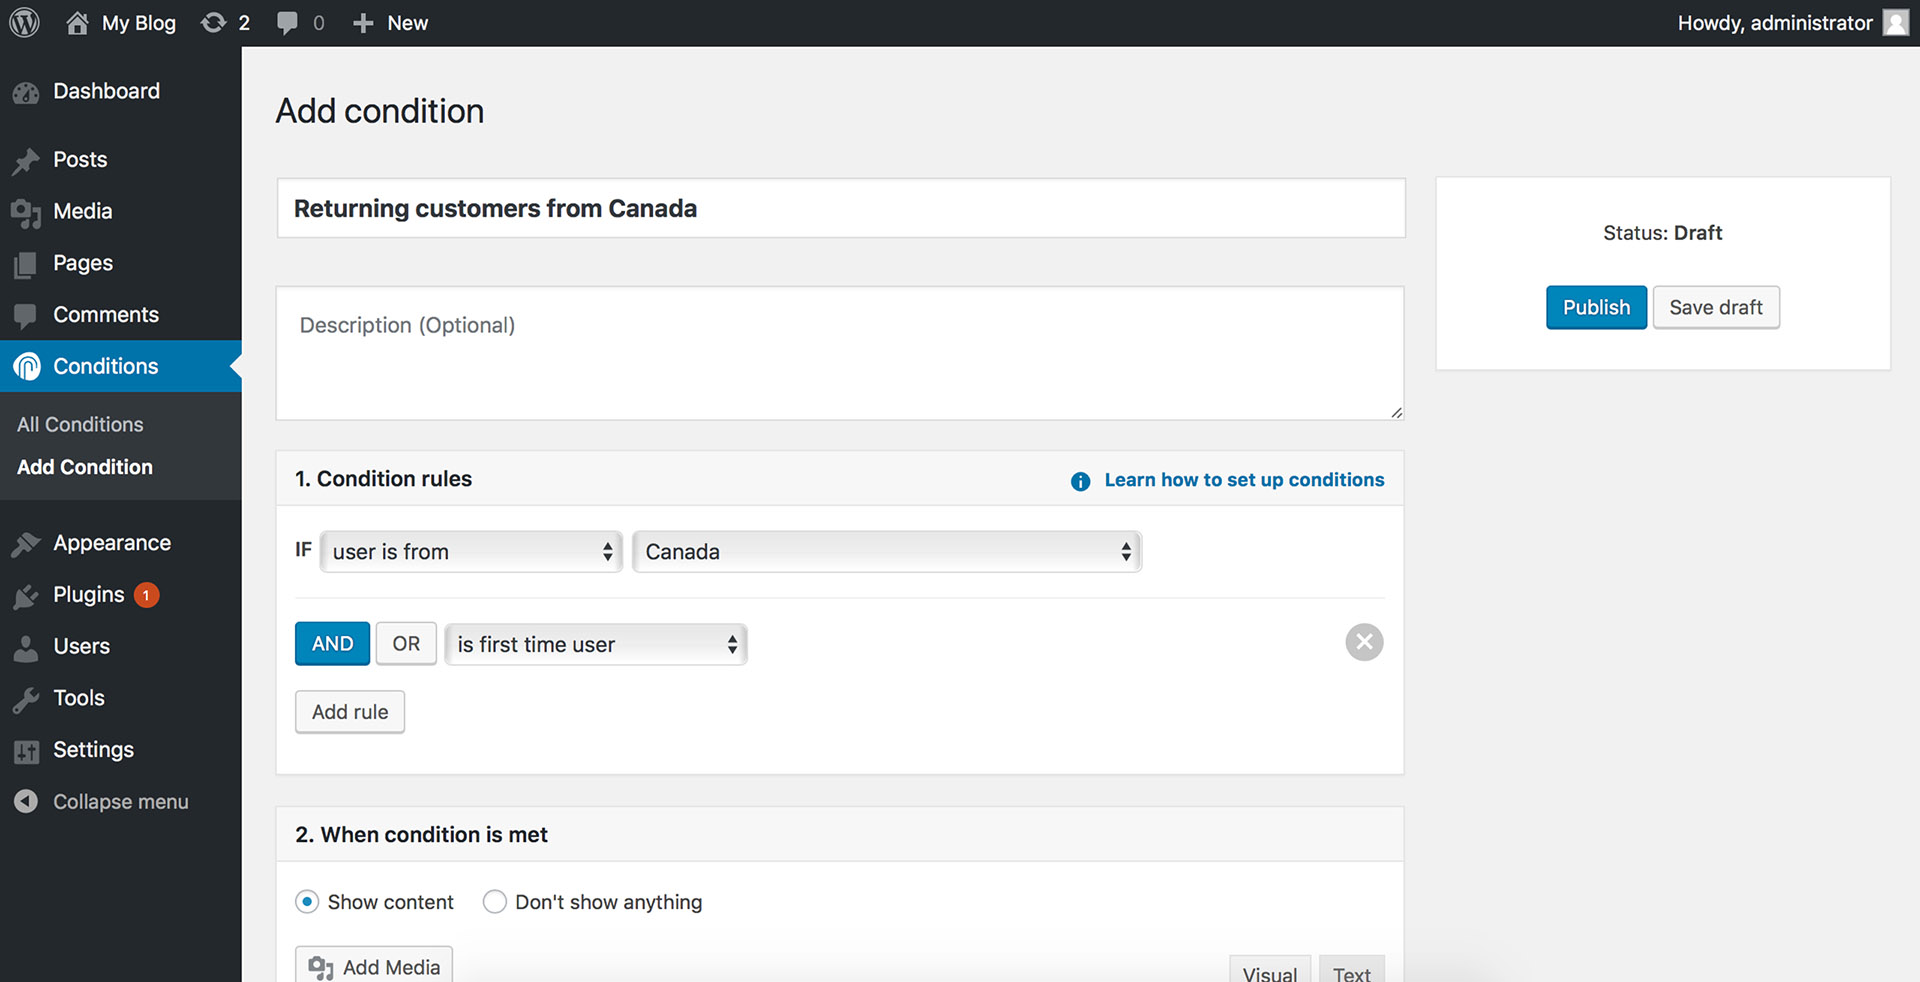 My Blog 2 0 New Howdy, administrator
Dashboard
Posts
Media
Pages
Comments
Conditions
All Conditions
Add Condition
Appearance
Plugins 1
Users
Tools
Settings
Collapse menu
Add condition
Returning customers from Canada
Description (Optional)
Status: Draft
Publish Save draft
1. Condition rules Learn how to set up conditions
IF user is from Canada
AND OR is first time user
Add rule
2. When condition is met
Show content Don't show anything
Add Media Visual Text